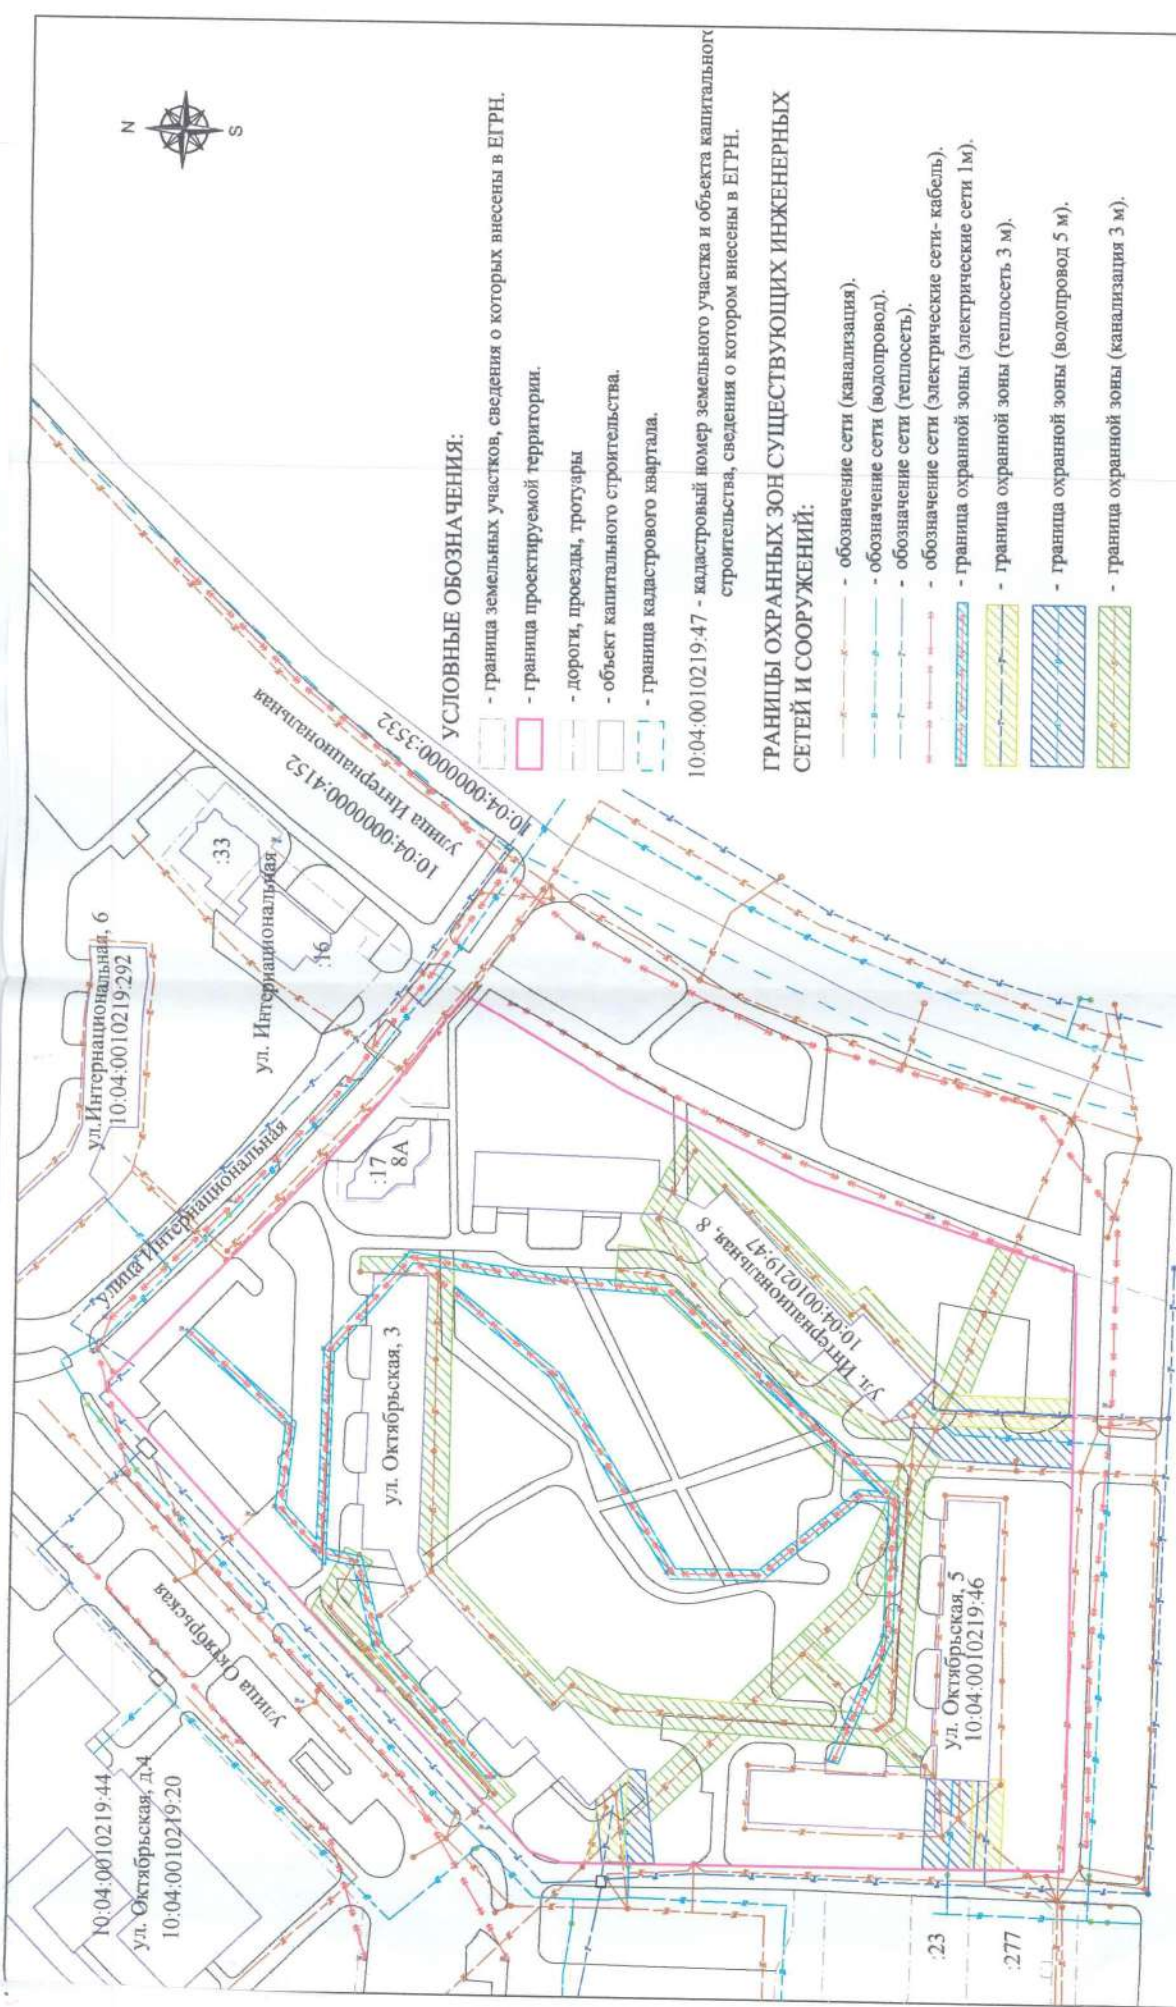 N
S
УСЛОВНЫЕ ОБОЗНАЧЕНИЯ:
- граница земельных участков, сведения о которых внесены в ЕГРН.
- граница проектируемой территории.
- дороги, проезды, тротуары
- объект капитального строительства.
- граница кадастрового квартала.
10:04:0010219:47 - кадастровый номер земельного участка и объекта капитального
строительства, сведения о котором внесены в ЕГРН.
ГРАНИЦЫ ОХРАННЫХ ЗОН СУЩЕСТВУЮЩИХ ИНЖЕНЕРНЫХ
СЕТЕЙ И СООРУЖЕНИЙ:
- обозначение сети (канализация).
- обозначение сети (водопровод).
- обозначение сети (теплосеть).
- обозначение сети (электрические сети- кабель).
- граница охранной зоны (электрические сети 1м).
- граница охранной зоны (теплосеть 3 м).
- граница охранной зоны (водопровод 5 м).
- граница охранной зоны (канализация 3 м).
10:04:0010219:44
ул. Октябрьская, д.4
10:04:0010219:20
улица Октябрьская
улица Интернациональная
ул.Интернациональная, 6
10:04:0010219:292
ул. Интернациональная
:33
:16
10:04:0000000:4152
улица Интернациональная
10:04:0000000:3532
:17
8А
ул. Октябрьская, 3
ул. Интернациональная, 8
10:04:0010219:47
ул. Октябрьская, 5
10:04:0010219:46
:23
:277